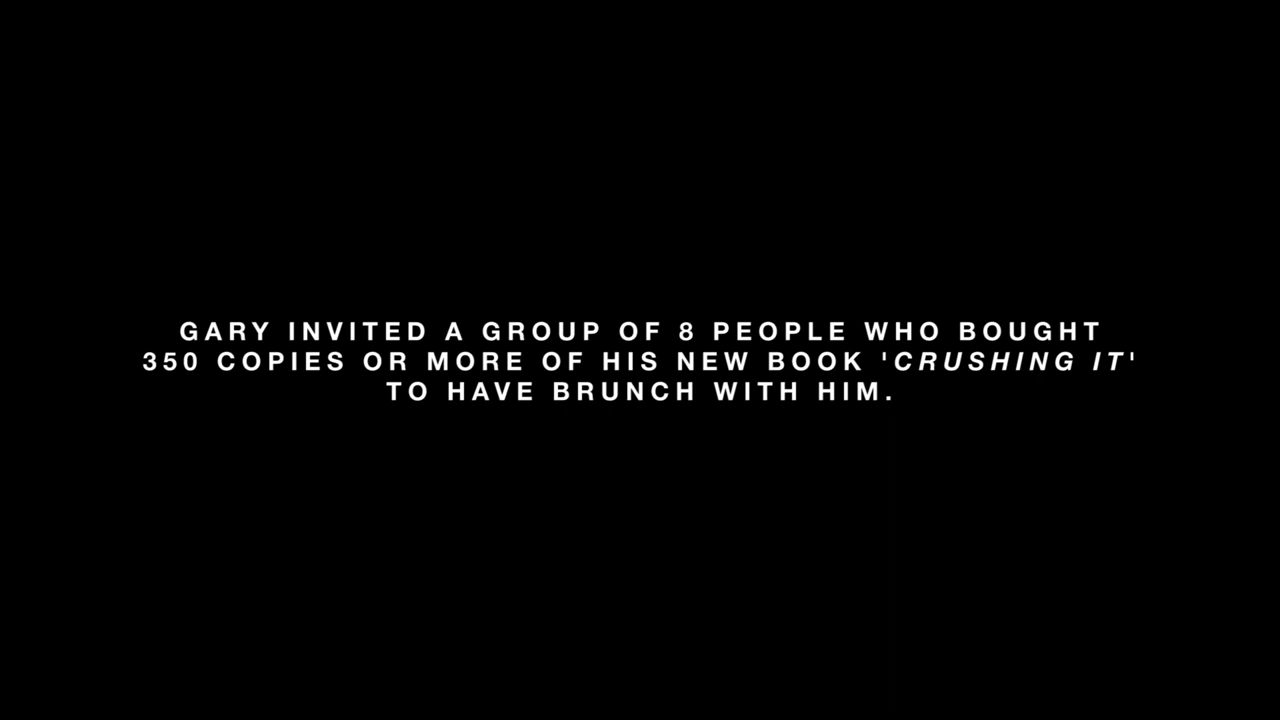 GARY INVITED A GROUP OF 8 PEOPLE WHO BOUGHT
350 COPIES OR MORE OF HIS NEW BOOK 'CRUSHING IT'
TO HAVE BRUNCH WITH HIM.